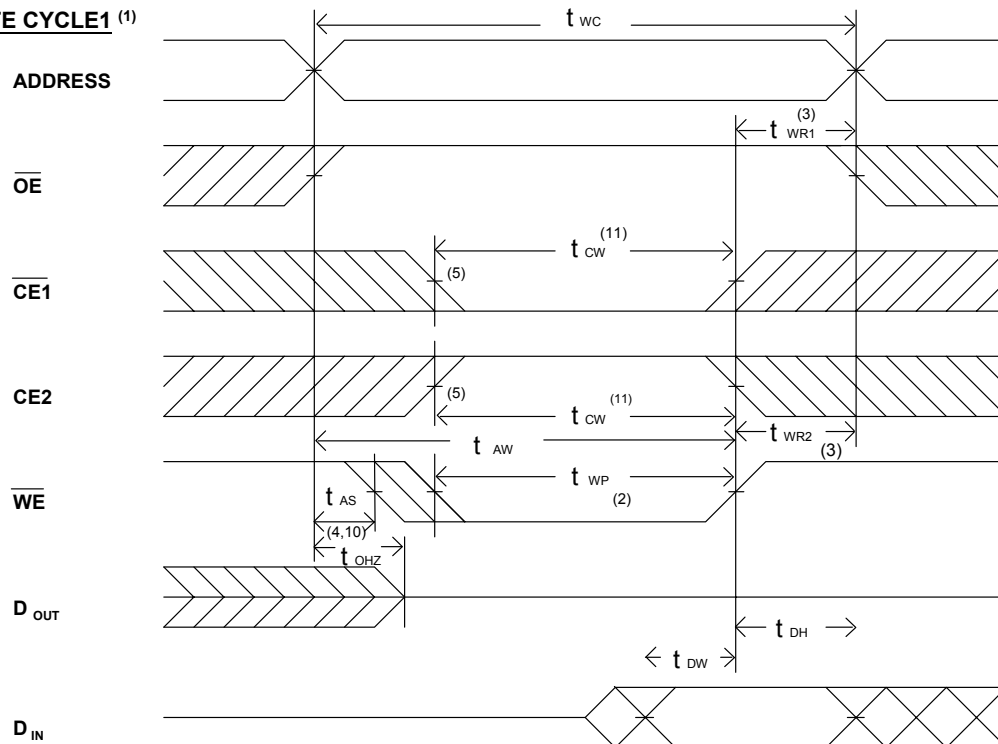 TE CYCLE1 (1)
t WC
ADDRESS
(3)
t WR1
OE
(11)
t CW
(5)
CE1
CE2
(5)
(11)
t CW
t WR2
t AW
(3)
t WP
WE
(2)
t AS
(4,10)
t OHZ
D OUT
t DH
t DW
D IN